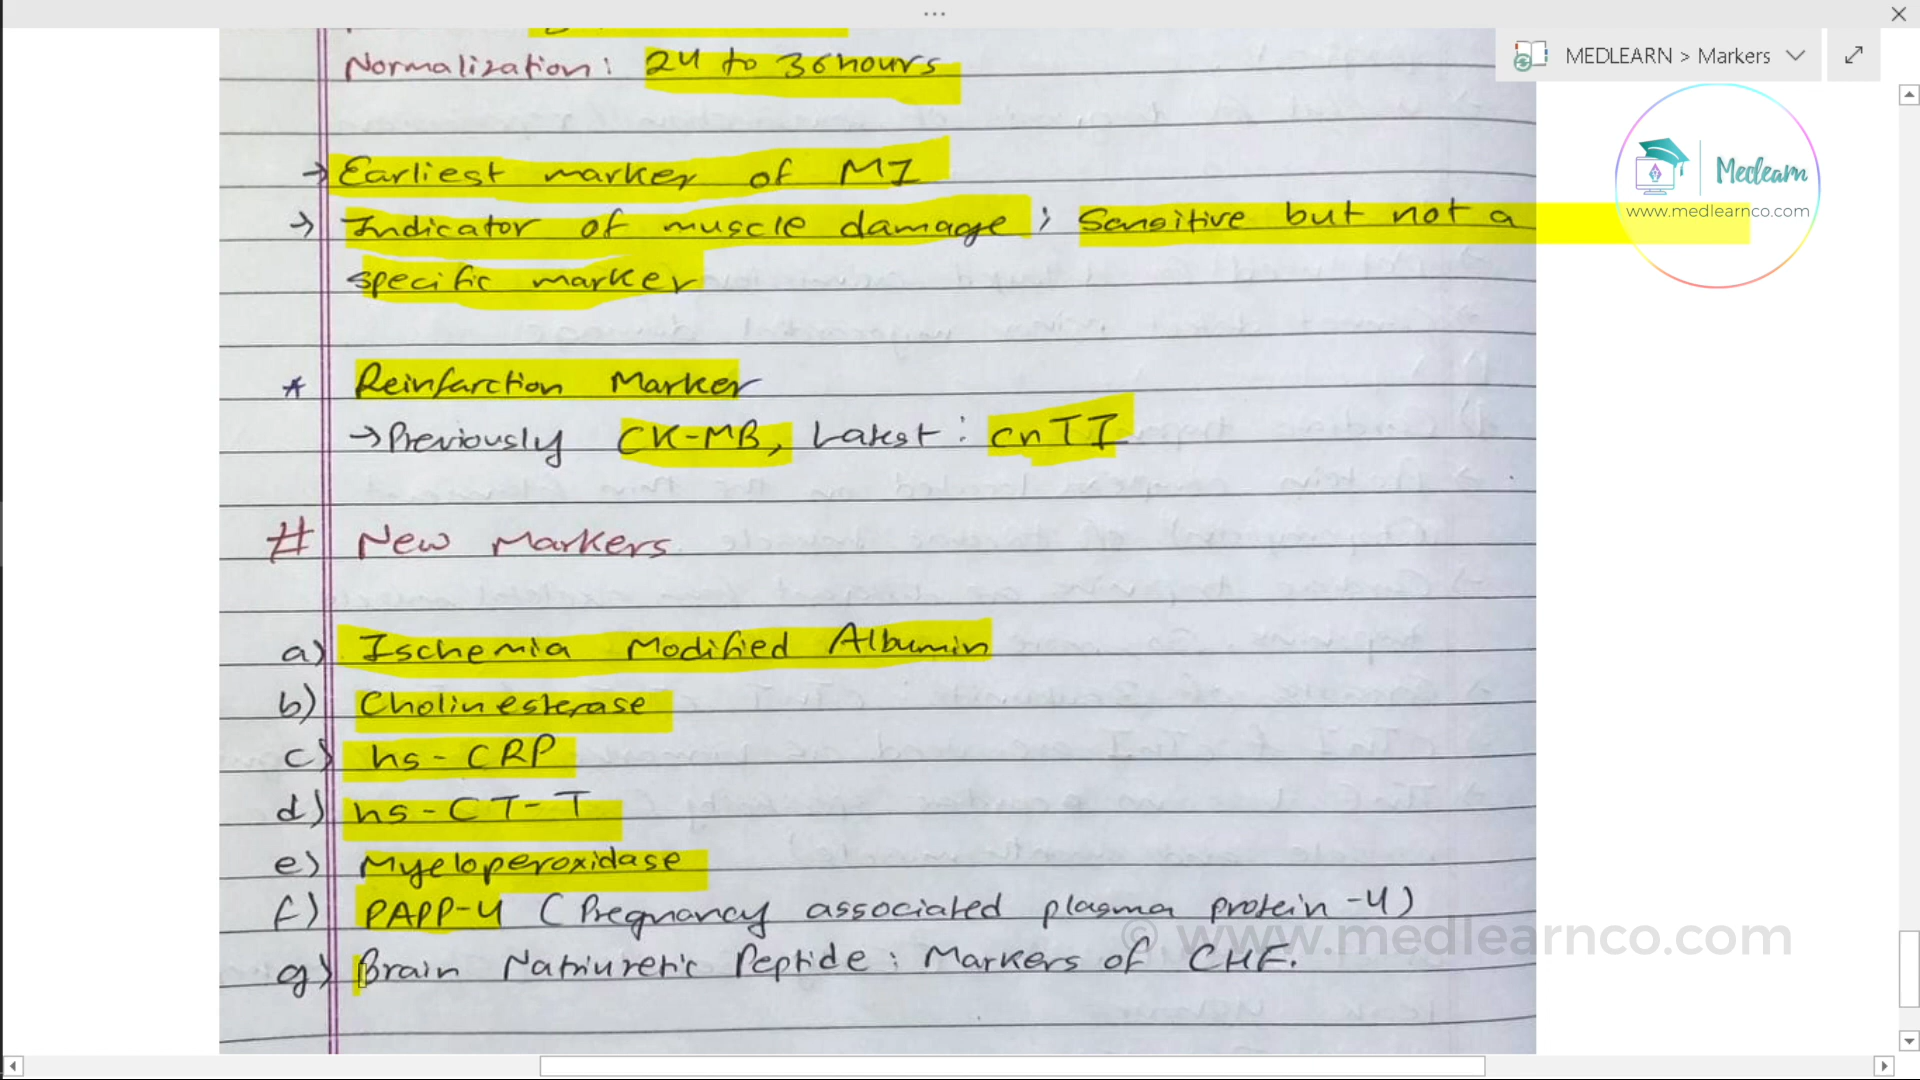 MEDLEARN > Markers
Normalization: 24 to 36 hours
Medlearn
www.medlearnco.com
→ Earliest marker of MI
→ Indicator of muscle damage; Sensitive but not a
specific marker
* Reinfarction Marker
→ Previously CK-MB, Latest: cnTI
# New Markers
a) Ischemia Modified Albumin
b) Cholinesterase
c) hs-CRP
d) hs-CT-T
e) Myeloperoxidase
f) PAPP-4 (Pregnancy associated plasma protein-4)
© www.medlearnco.com
g) Brain Natriuretic Peptide: Markers of CHF.